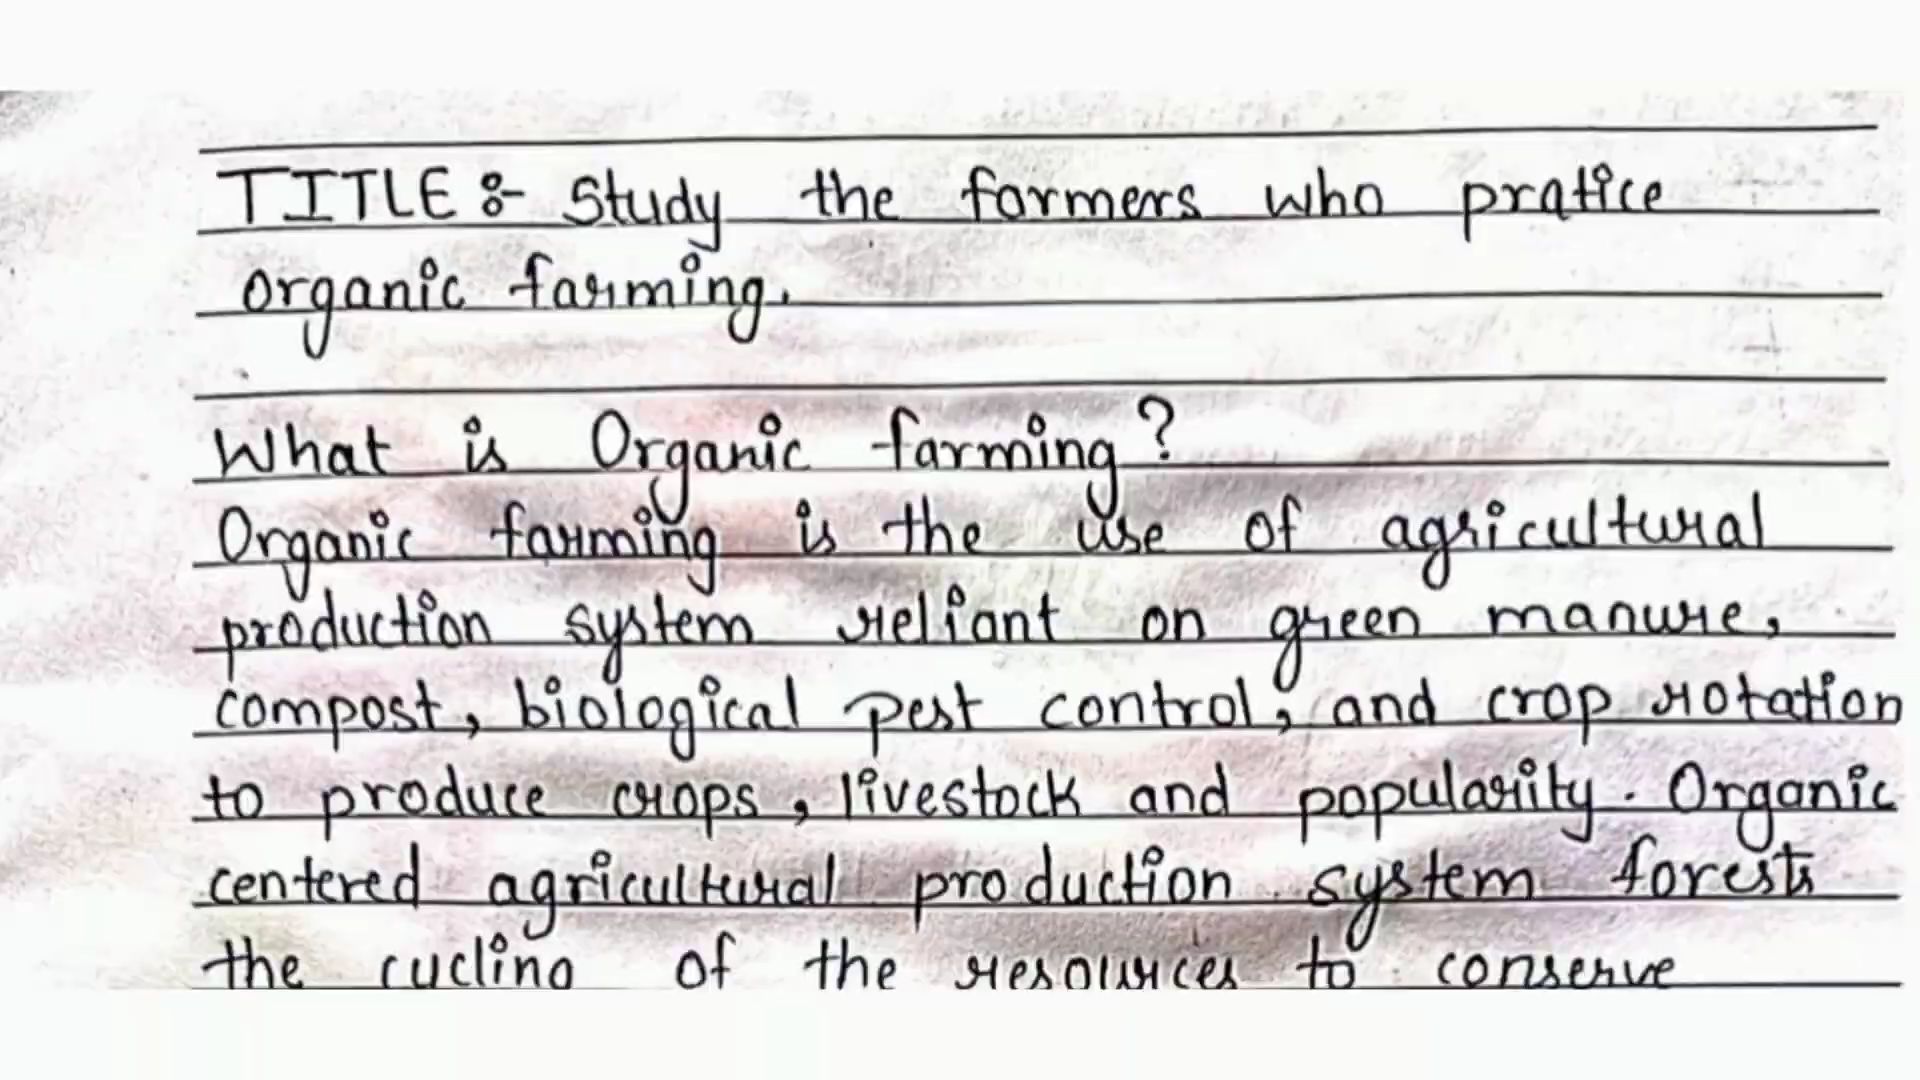 TITLE :- Study the farmers who pratice
organic farming.
What is Organic farming?
Organic farming is the use of agricultural
production system reliant on green manure,
compost, biological pest control, and crop rotation
to produce crops, livestock and popularity. Organic
centered agricultural production system forests
the cycling of the resources to conserve